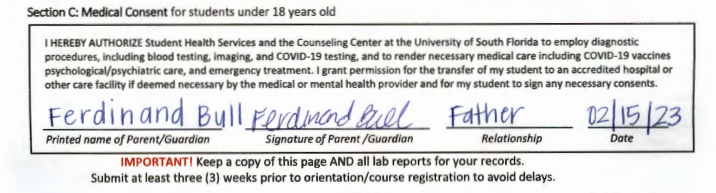 Section C: Medical Consent for students under 18 years old
I HEREBY AUTHORIZE Student Health Services and the Counseling Center at the University of South Florida to employ diagnostic
procedures, including blood testing, imaging, and COVID-19 testing, and to render necessary medical care including COVID-19 vaccines
psychological/psychiatric care, and emergency treatment. I grant permission for the transfer of my student to an accredited hospital or
other care facility if deemed necessary by the medical or mental health provider and for my student to sign any necessary consents.
Ferdinand Bull Ferdinand Bull Father 02/15/23
Printed name of Parent/Guardian Signature of Parent /Guardian Relationship Date
IMPORTANT! Keep a copy of this page AND all lab reports for your records.
Submit at least three (3) weeks prior to orientation/course registration to avoid delays.